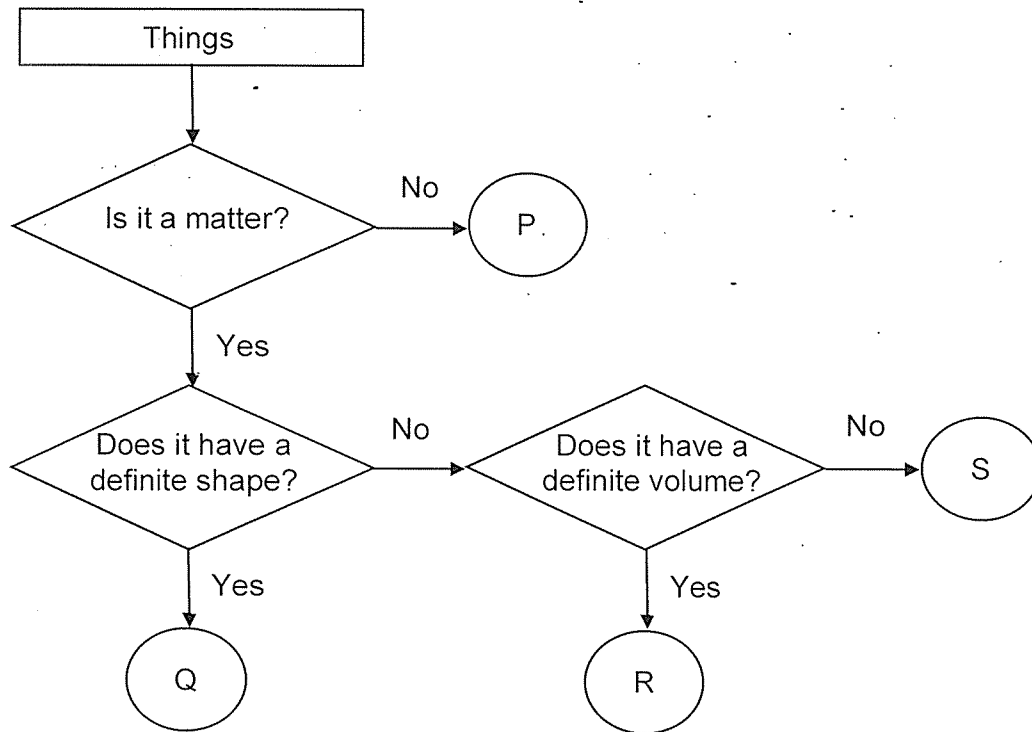 Things
Is it a matter?
No
P
Yes
Does it have a
definite shape?
No
Does it have a
definite volume?
No
S
Yes
Q
Yes
R